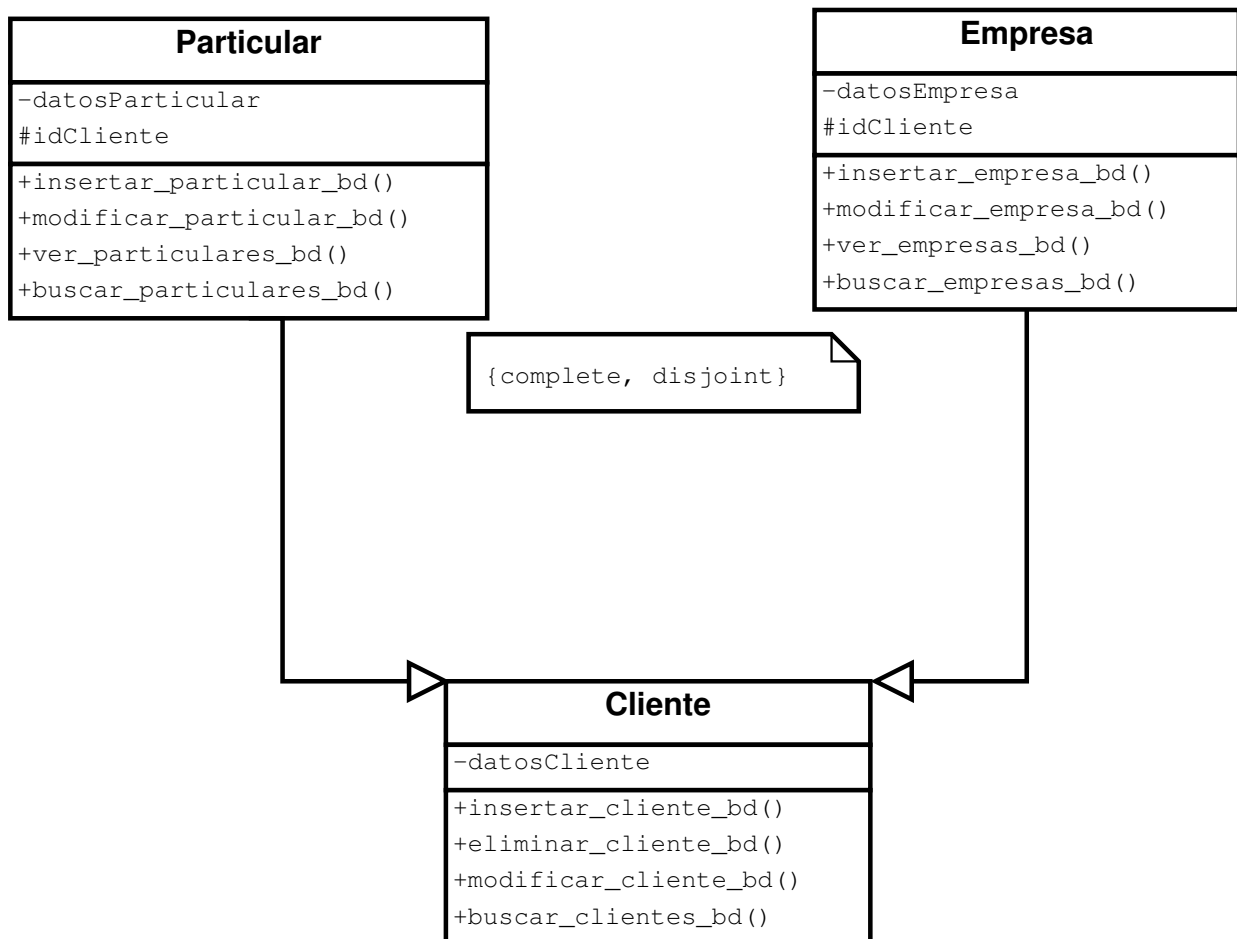 Particular
-datosParticular
#idCliente
+insertar_particular_bd()
+modificar_particular_bd()
+ver_particulares_bd()
+buscar_particulares_bd()
Empresa
-datosEmpresa
#idCliente
+insertar_empresa_bd()
+modificar_empresa_bd()
+ver_empresas_bd()
+buscar_empresas_bd()
{complete, disjoint}
Cliente
-datosCliente
+insertar_cliente_bd()
+eliminar_cliente_bd()
+modificar_cliente_bd()
+buscar_clientes_bd()